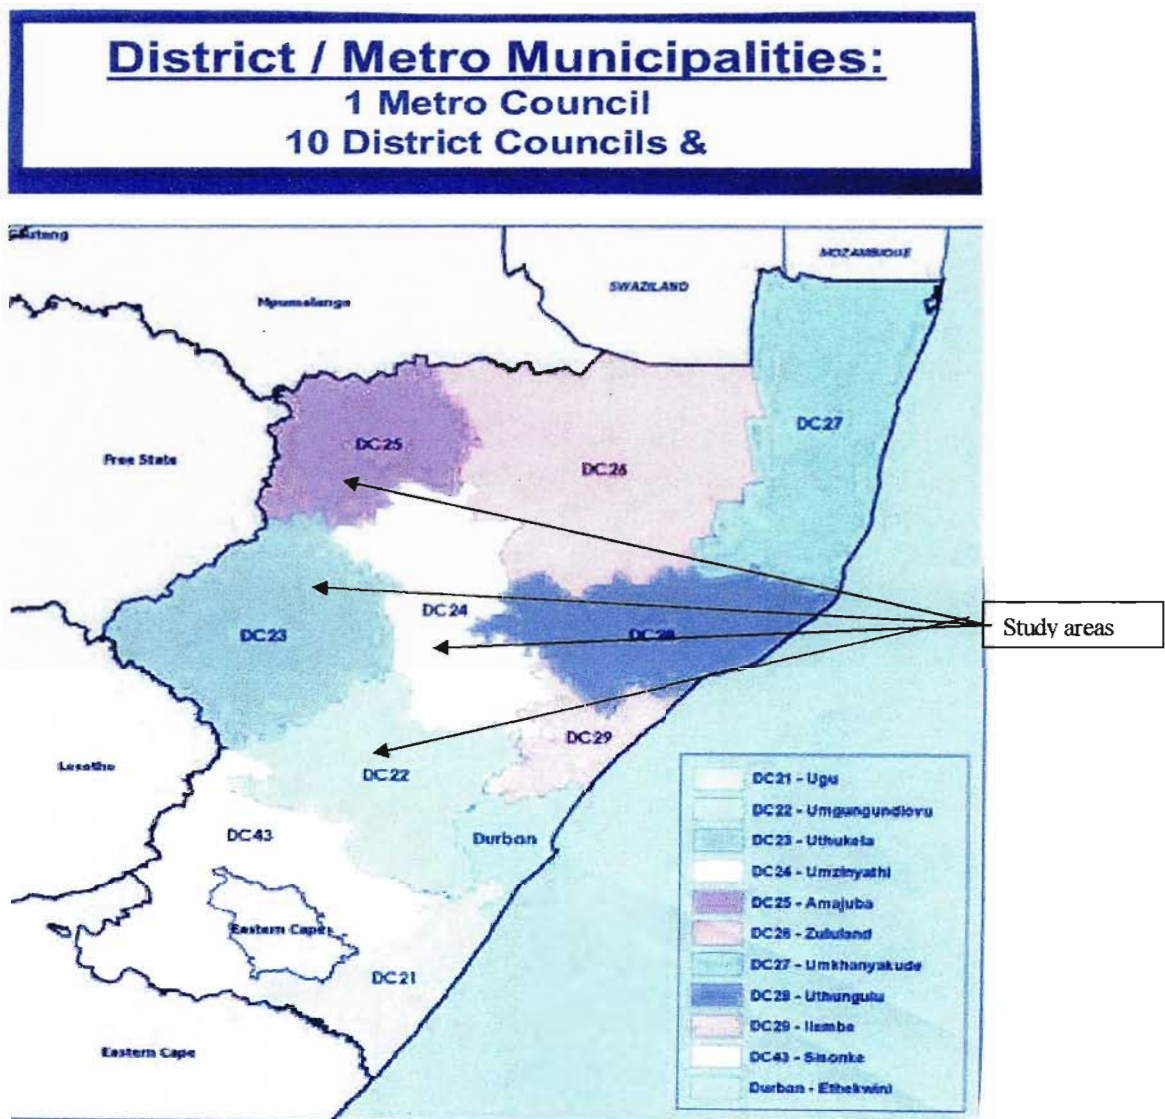 District / Metro Municipalities:
1 Metro Council
10 District Councils &
Gauteng
MOZAMBIQUE
SWAZILAND
Mpumalanga
DC27
DC25
Free State
DC26
DC24
DC23
DC28
Study areas
DC29
Lesotho
DC22
DC43
Durban
Eastern Cape
DC21
Eastern Cape
DC21 - Ugu
DC22 - Umgungundlovu
DC23 - Uthukela
DC24 - Umzinyathi
DC25 - Amajuba
DC26 - Zululand
DC27 - Umkhanyakude
DC28 - Uthungulu
DC29 - Ilembe
DC43 - Sisonke
Durban - Ethekwini